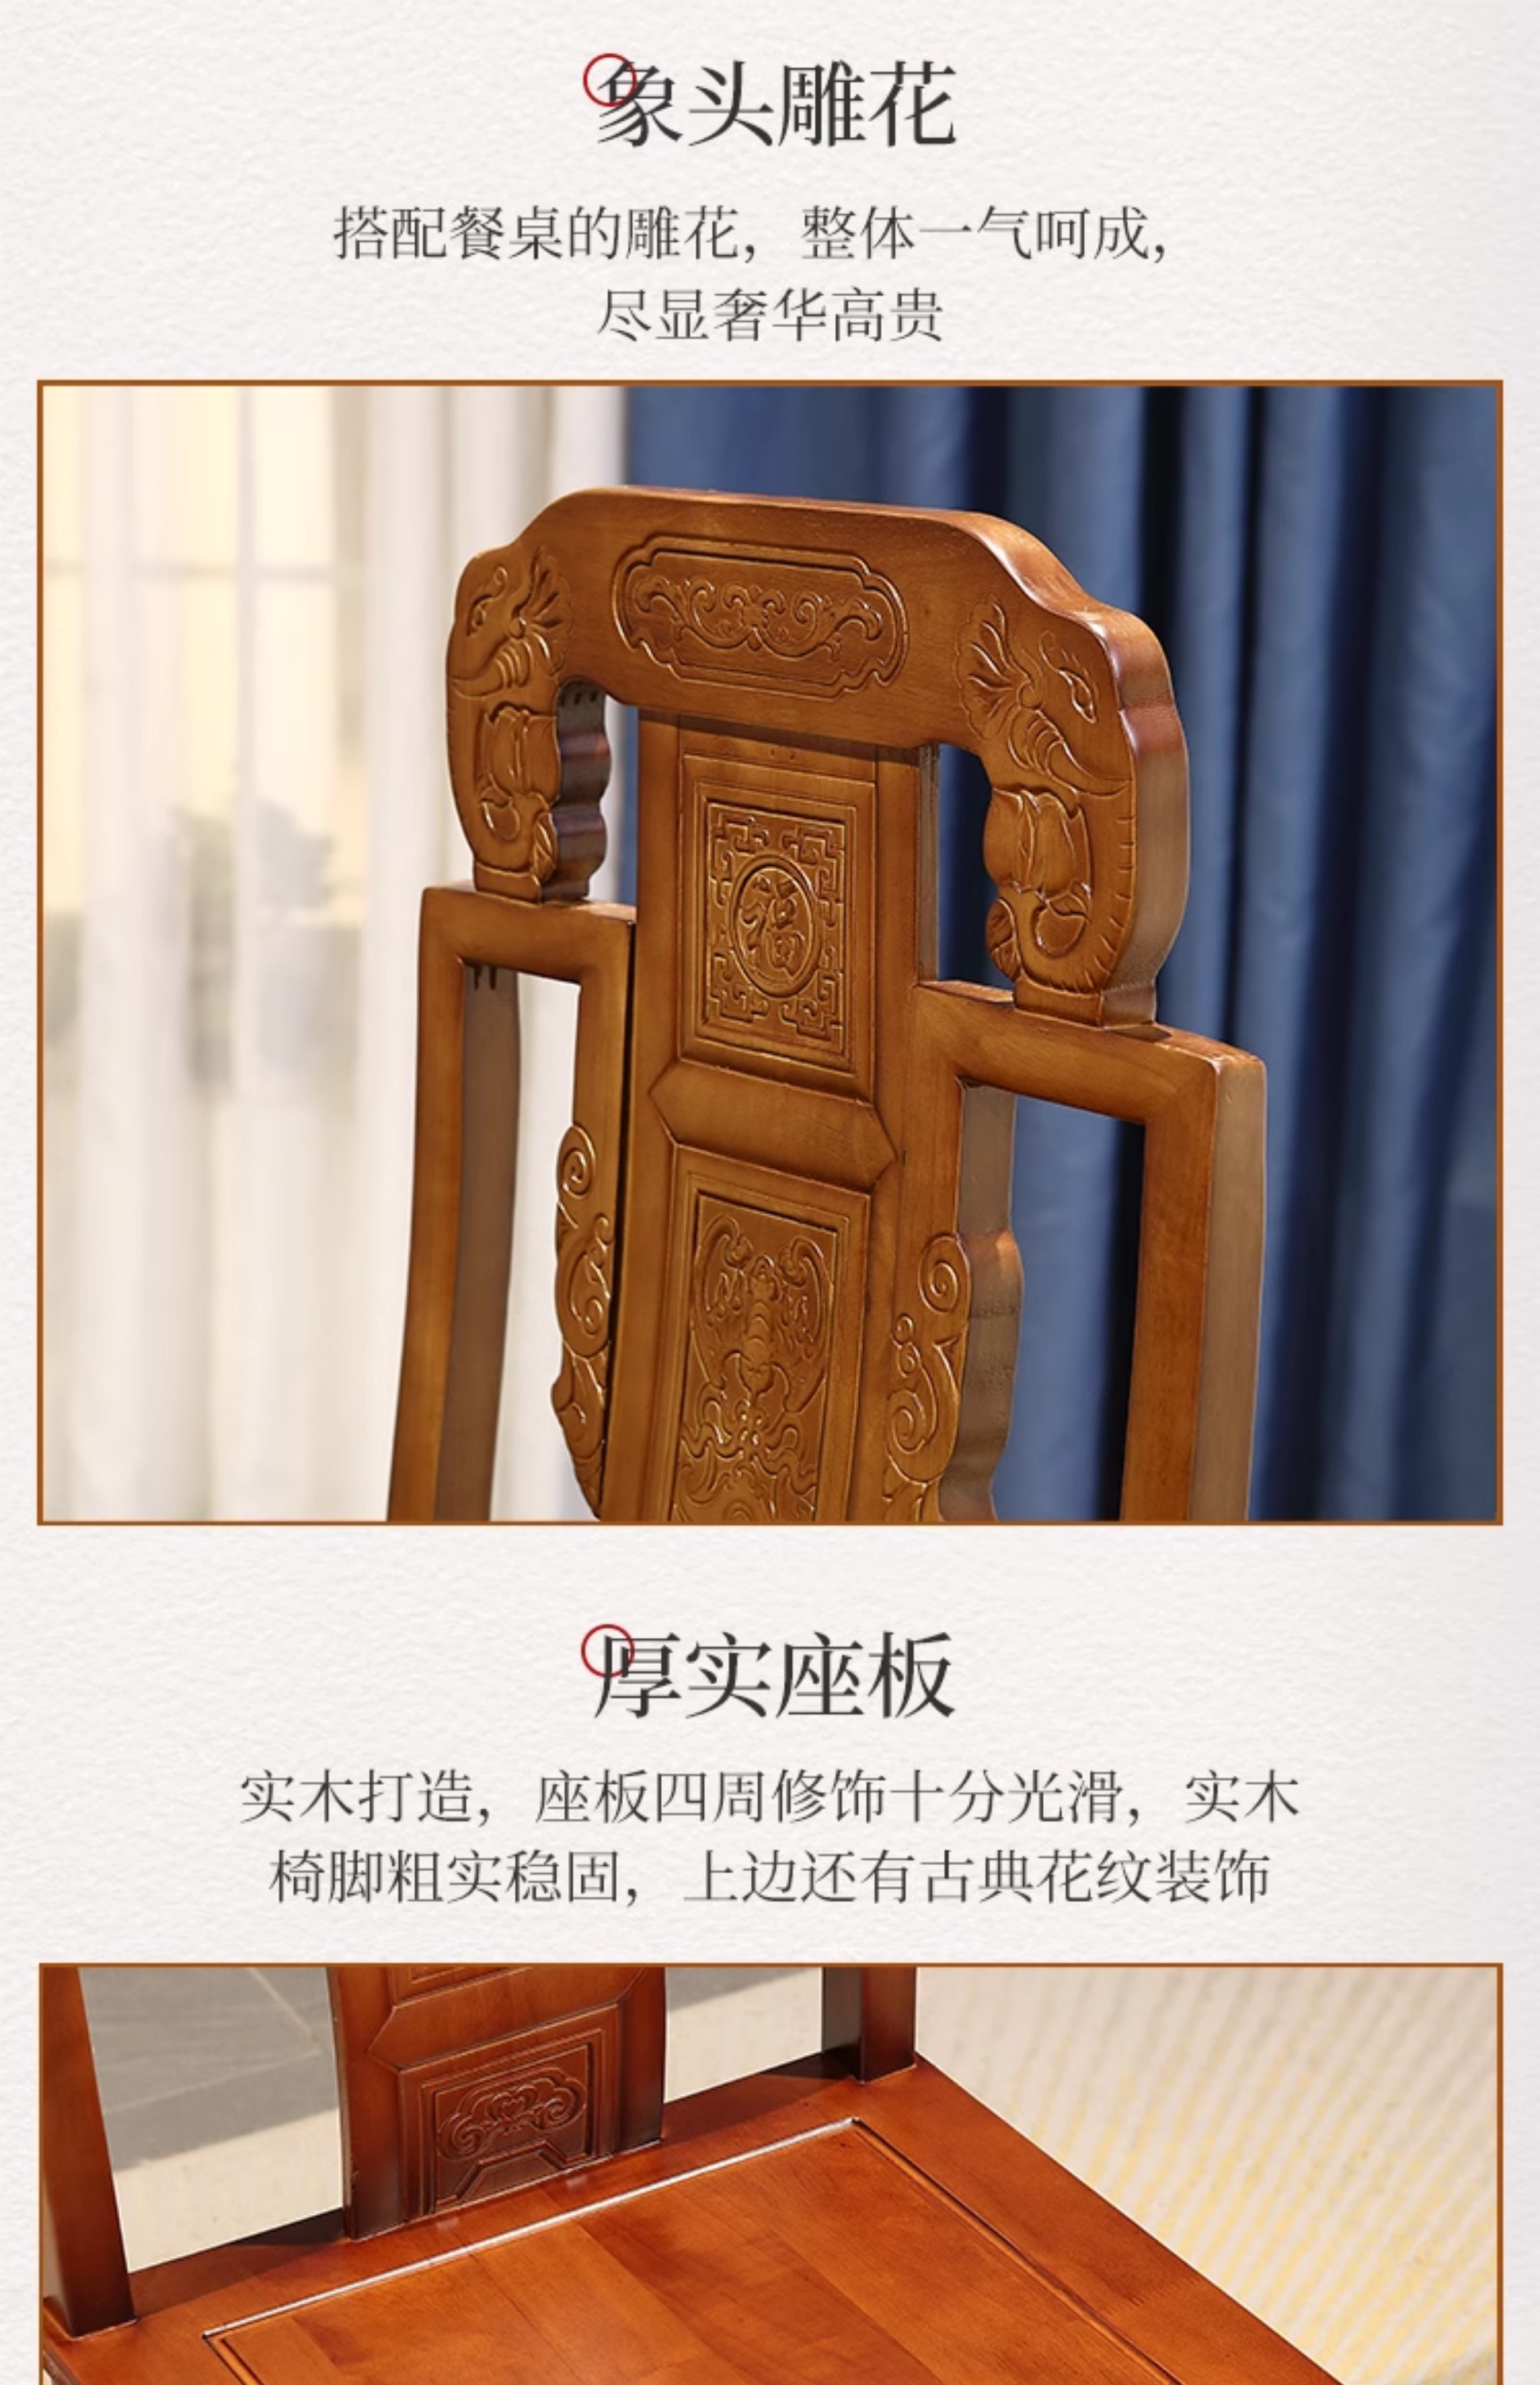 象头雕花
搭配餐桌的雕花，整体一气呵成，
尽显奢华高贵
福
厚实座板
实木打造，座板四周修饰十分光滑，实木
椅脚粗实稳固，上边还有古典花纹装饰